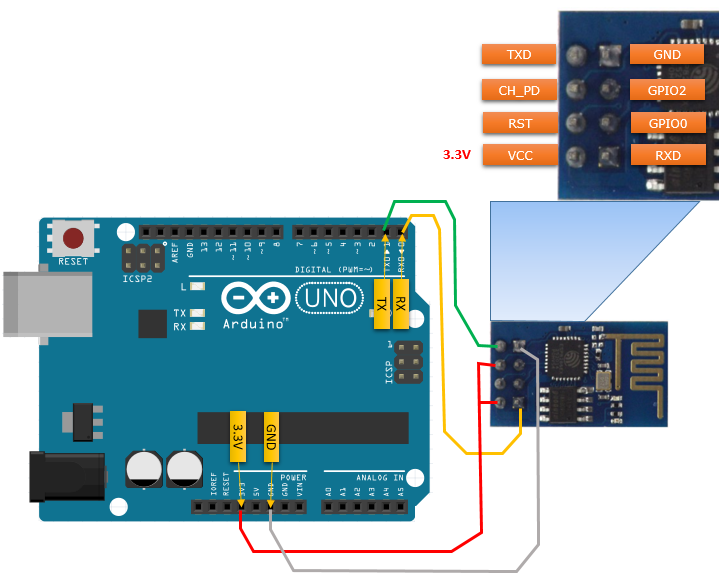 TXD GND
CH_PD GPIO2
RST GPIO0
3.3V VCC RXD
RESET
ICSP2
AREF
GND
13
12
~11
~10
~9
8
7
~6
~5
4
~3
2
TXD▸1
RXD◂0
DIGITAL (PWM=~)
L
TX
RX
UNO
Arduino™
TX
RX
1
ICSP
3.3V
GND
POWER
ANALOG IN
IOREF
RESET
3V3
5V
GND
GND
VIN
A0
A1
A2
A3
A4
A5